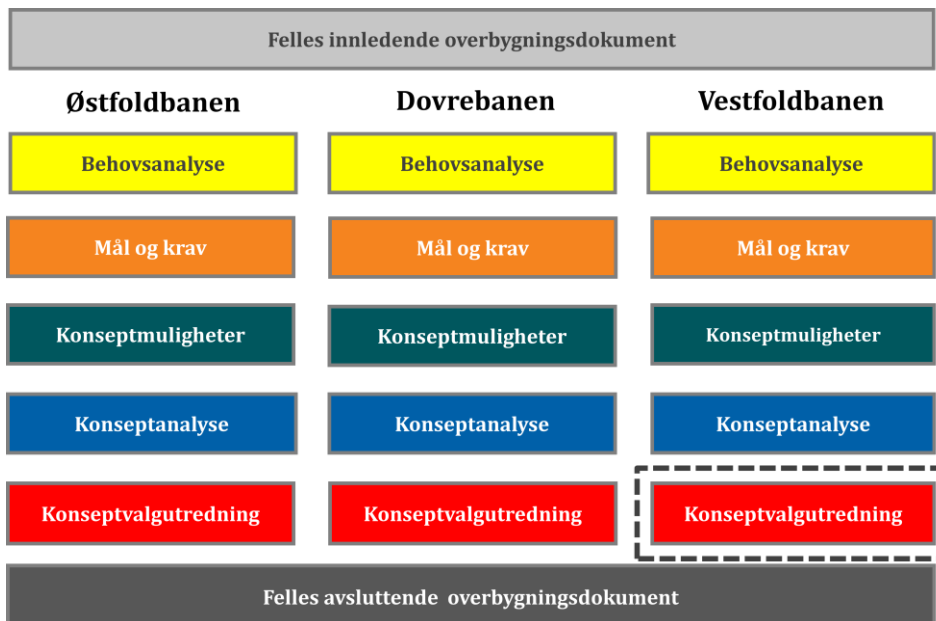 Felles innledende overbygningsdokument
Østfoldbanen
Dovrebanen
Vestfoldbanen
Behovsanalyse
Behovsanalyse
Behovsanalyse
Mål og krav
Mål og krav
Mål og krav
Konseptmuligheter
Konseptmuligheter
Konseptmuligheter
Konseptanalyse
Konseptanalyse
Konseptanalyse
Konseptvalgutredning
Konseptvalgutredning
Konseptvalgutredning
Felles avsluttende overbygningsdokument